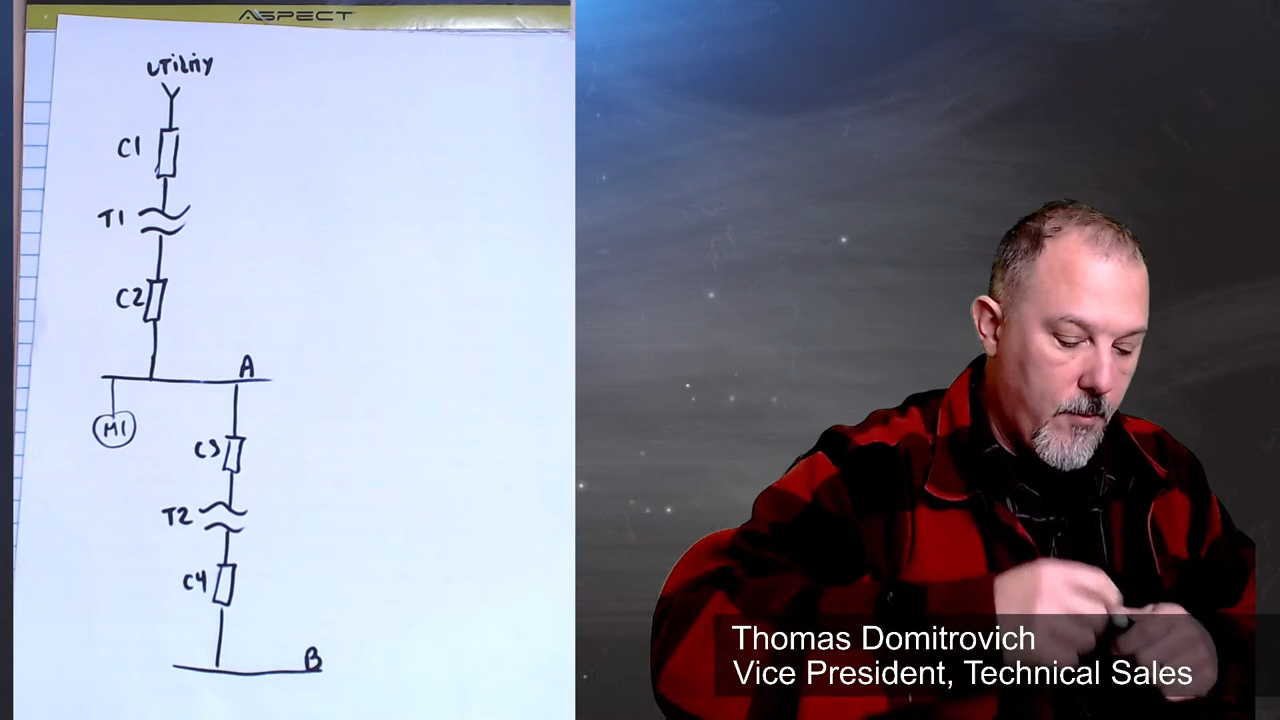 ASPECT
UTility
C1
T1
C2
A
M1
C3
T2
C4
B
Thomas Domitrovich
Vice President, Technical Sales